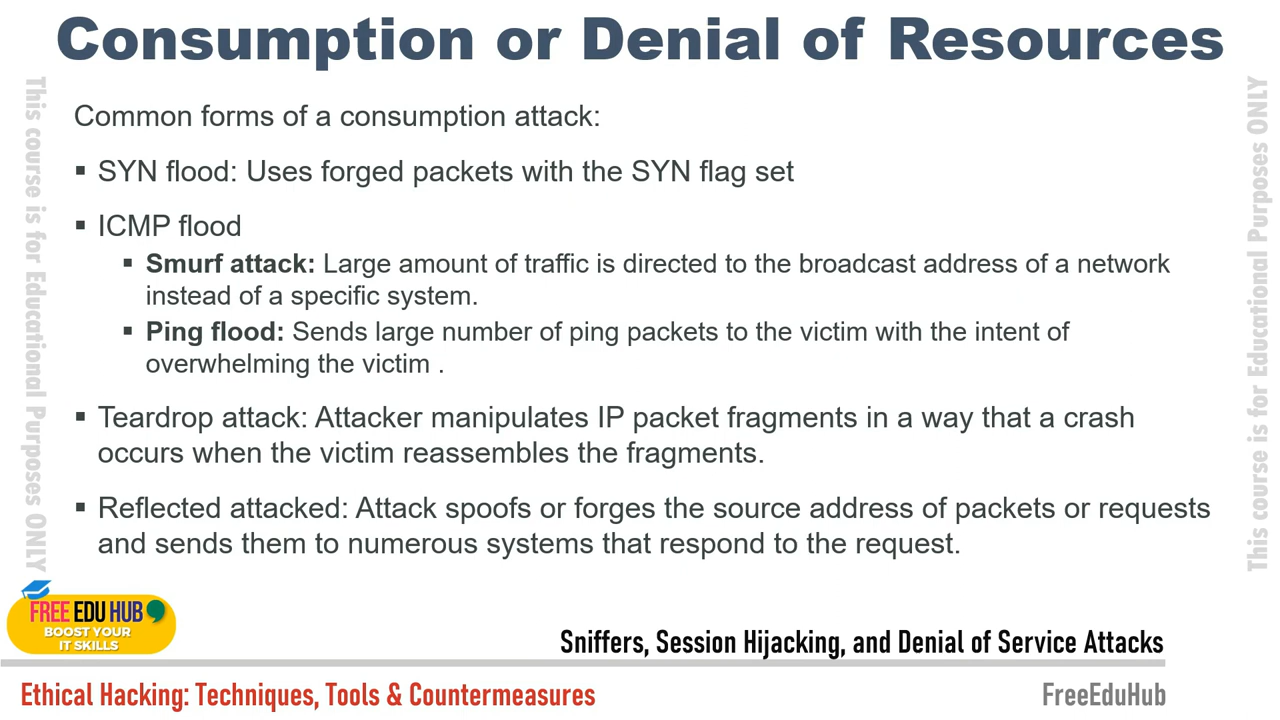 Consumption or Denial of Resources
This course is for Educational Purposes ONLY
This course is for Educational Purposes ONLY
Common forms of a consumption attack:
▪ SYN flood: Uses forged packets with the SYN flag set
▪ ICMP flood
▪ Smurf attack: Large amount of traffic is directed to the broadcast address of a network
instead of a specific system.
▪ Ping flood: Sends large number of ping packets to the victim with the intent of
overwhelming the victim .
▪ Teardrop attack: Attacker manipulates IP packet fragments in a way that a crash
occurs when the victim reassembles the fragments.
▪ Reflected attacked: Attack spoofs or forges the source address of packets or requests
and sends them to numerous systems that respond to the request.
FREE EDU HUB
BOOST YOUR
IT SKILLS
Sniffers, Session Hijacking, and Denial of Service Attacks
Ethical Hacking: Techniques, Tools & Countermeasures
FreeEduHub